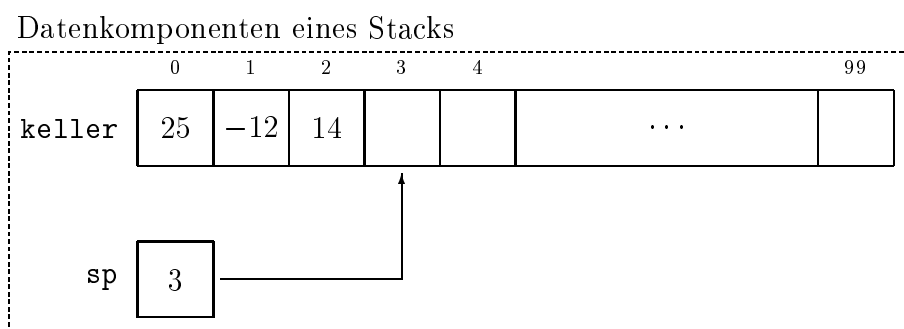 Datenkomponenten eines Stacks
0 1 2 3 4 99
keller 25 −12 14 ···
sp 3